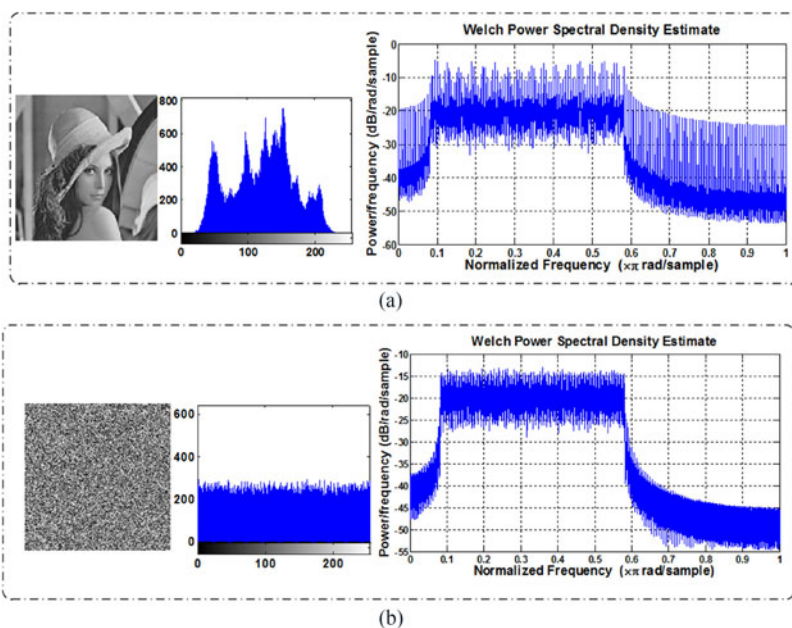 Welch Power Spectral Density Estimate
Power/frequency (dB/rad/sample)
0
-10
-20
-30
-40
-50
-60
0 0.1 0.2 0.3 0.4 0.5 0.6 0.7 0.8 0.9 1
Normalized Frequency (×π rad/sample)
800
600
400
200
0
0 100 200
(a)
Welch Power Spectral Density Estimate
Power/frequency (dB/rad/sample)
-10
-15
-20
-25
-30
-35
-40
-45
-50
-55
0 0.1 0.2 0.3 0.4 0.5 0.6 0.7 0.8 0.9 1
Normalized Frequency (×π rad/sample)
600
400
200
0
0 100 200
(b)